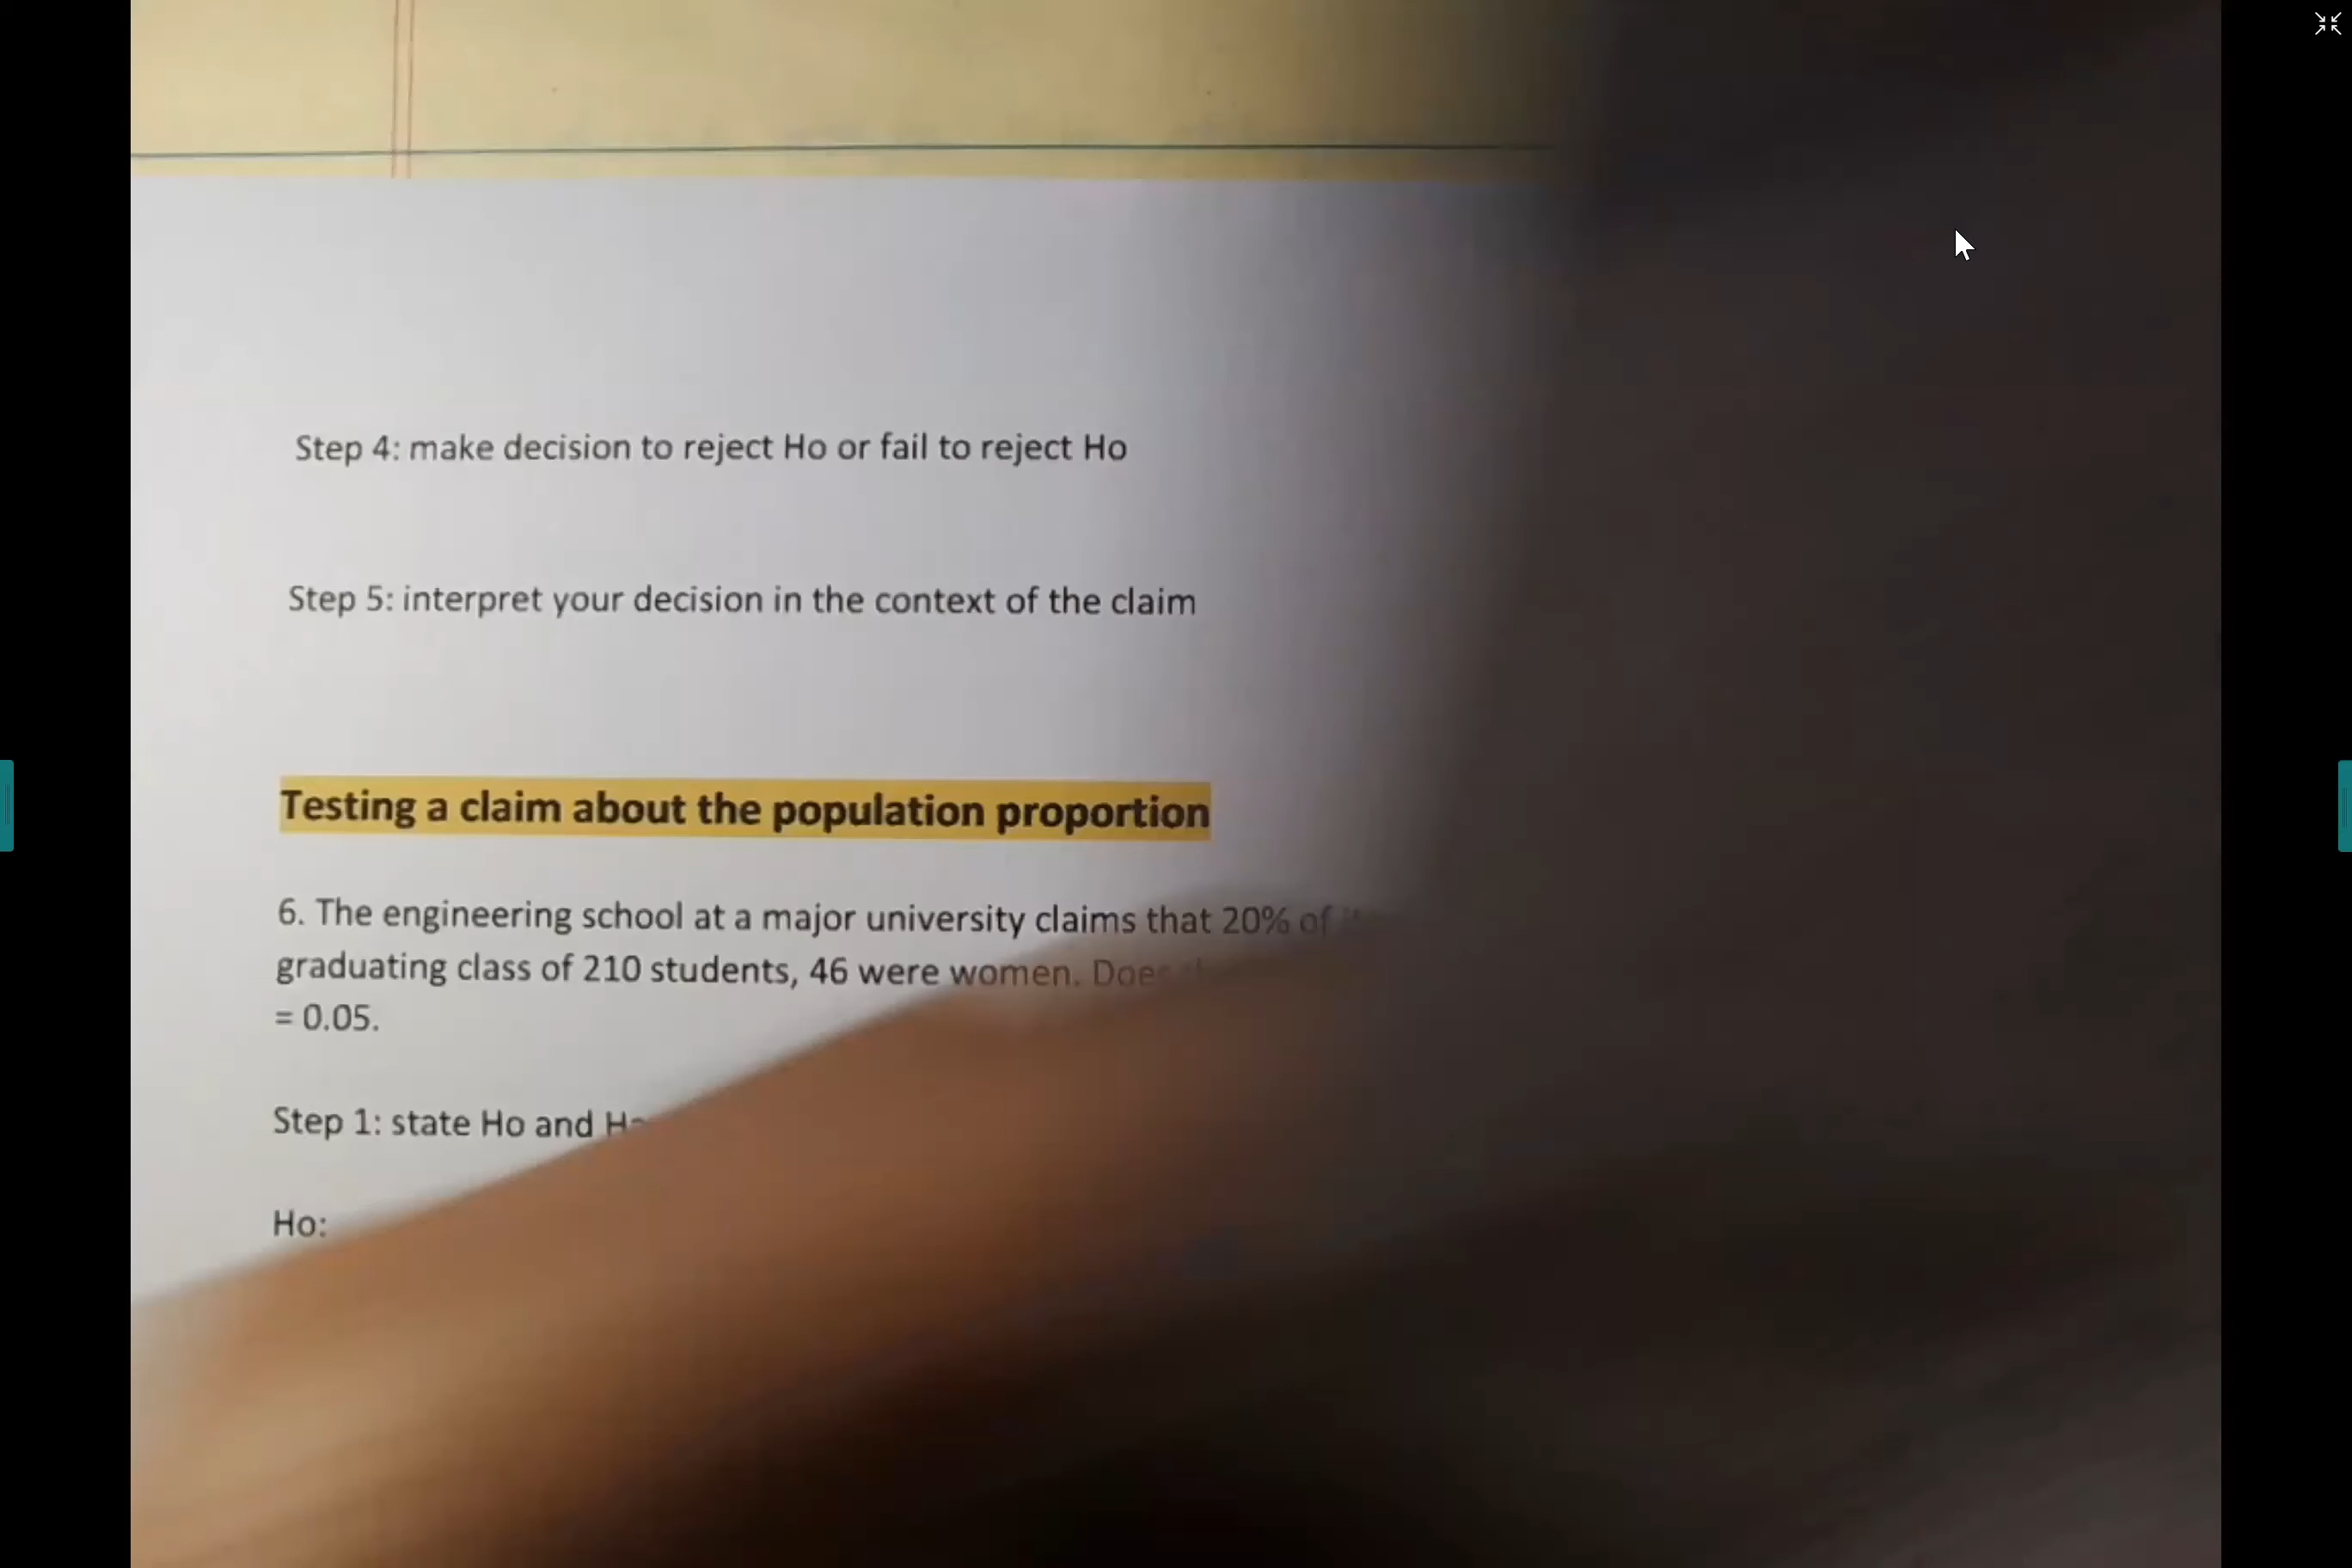 Step 4: make decision to reject Ho or fail to reject Ho
Step 5: interpret your decision in the context of the claim
Testing a claim about the population proportion
6. The engineering school at a major university claims that 20% of
graduating class of 210 students, 46 were women. Does
= 0.05.
Step 1: state Ho and
Ho: